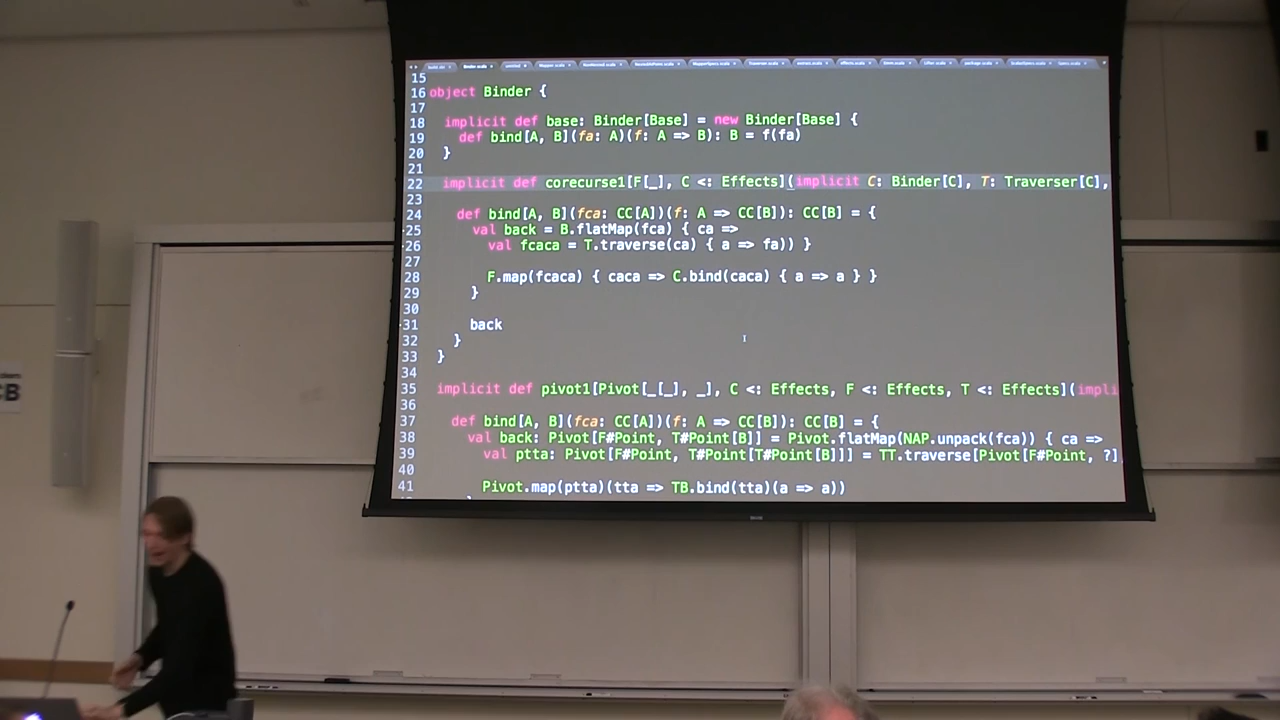 15
16 object Binder {
17
18 implicit def base: Binder[Base] = new Binder[Base] {
19 def bind[A, B](fa: A)(f: A => B): B = f(fa)
20 }
21
22 implicit def corecurse1[F[_], C <: Effects](implicit C: Binder[C], T: Traverser[C],
23
24 def bind[A, B](fca: CC[A])(f: A => CC[B]): CC[B] = {
25 val back = B.flatMap(fca) { ca =>
26 val fcaca = T.traverse(ca) { a => fa)) }
27
28 F.map(fcaca) { caca => C.bind(caca) { a => a } }
29 }
30
31 back
32 }
33 }
34
35 implicit def pivot1[Pivot[_[_], _], C <: Effects, F <: Effects, T <: Effects](impli
36
37 def bind[A, B](fca: CC[A])(f: A => CC[B]): CC[B] = {
38 val back: Pivot[F#Point, T#Point[B]] = Pivot.flatMap(NAP.unpack(fca)) { ca =>
39 val ptta: Pivot[F#Point, T#Point[T#Point[B]]] = TT.traverse[Pivot[F#Point, ?]
40
41 Pivot.map(ptta)(tta => TB.bind(tta)(a => a))
CB